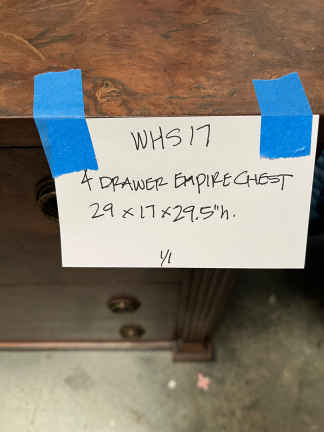 WHS17
4 DRAWER EMPIRE CHEST
29 x 17 x 29.5"h.
1/1